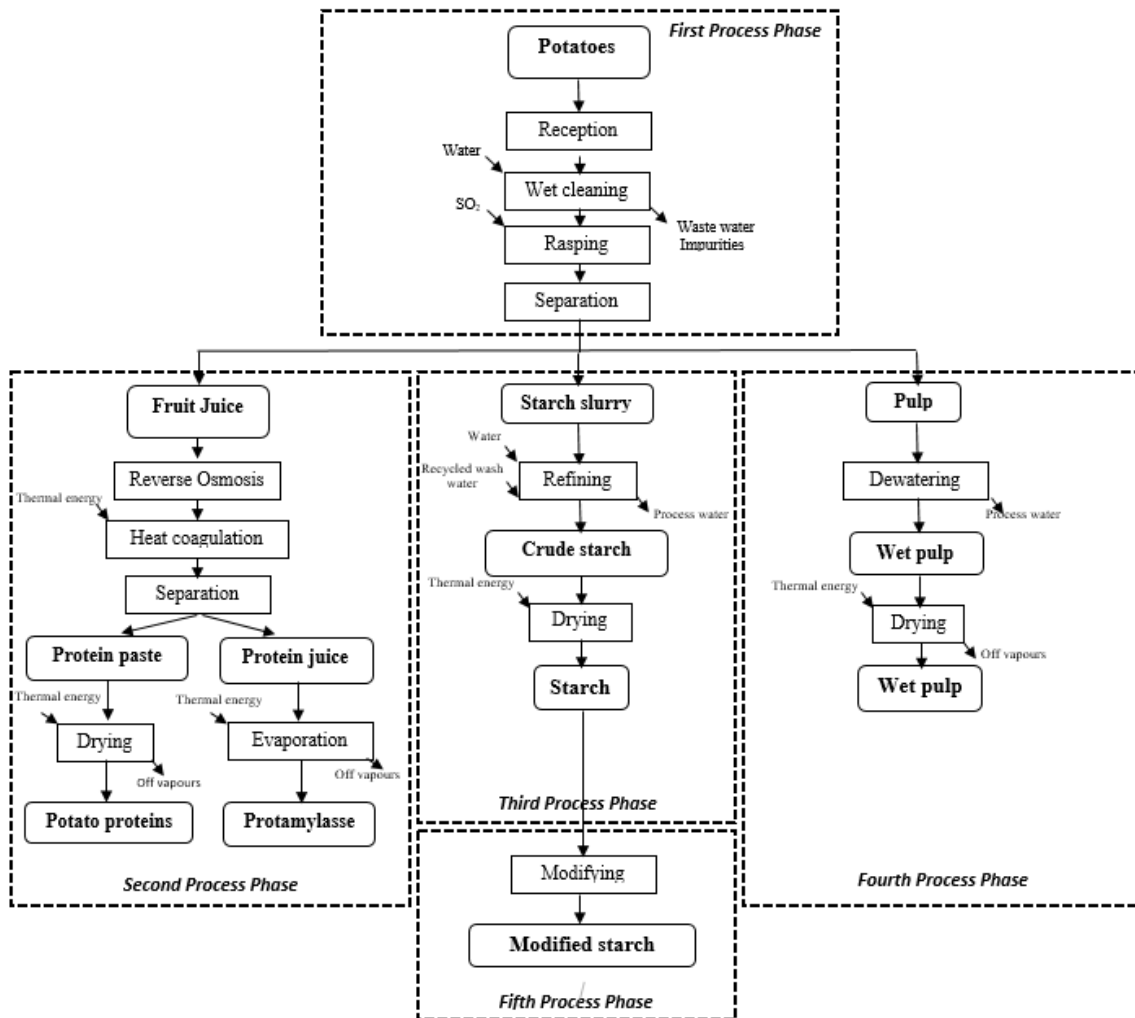 First Process Phase
Potatoes
Reception
Water
Wet cleaning
SO₂
Waste water
Impurities
Rasping
Separation
Fruit Juice
Reverse Osmosis
Thermal energy
Heat coagulation
Separation
Protein paste
Protein juice
Thermal energy
Thermal energy
Drying
Evaporation
Off vapours
Off vapours
Potato proteins
Protamylasse
Second Process Phase
Starch slurry
Water
Recycled wash
water
Refining
Process water
Crude starch
Thermal energy
Drying
Starch
Third Process Phase
Pulp
Dewatering
Process water
Wet pulp
Thermal energy
Drying
Off vapours
Wet pulp
Fourth Process Phase
Modifying
Modified starch
Fifth Process Phase